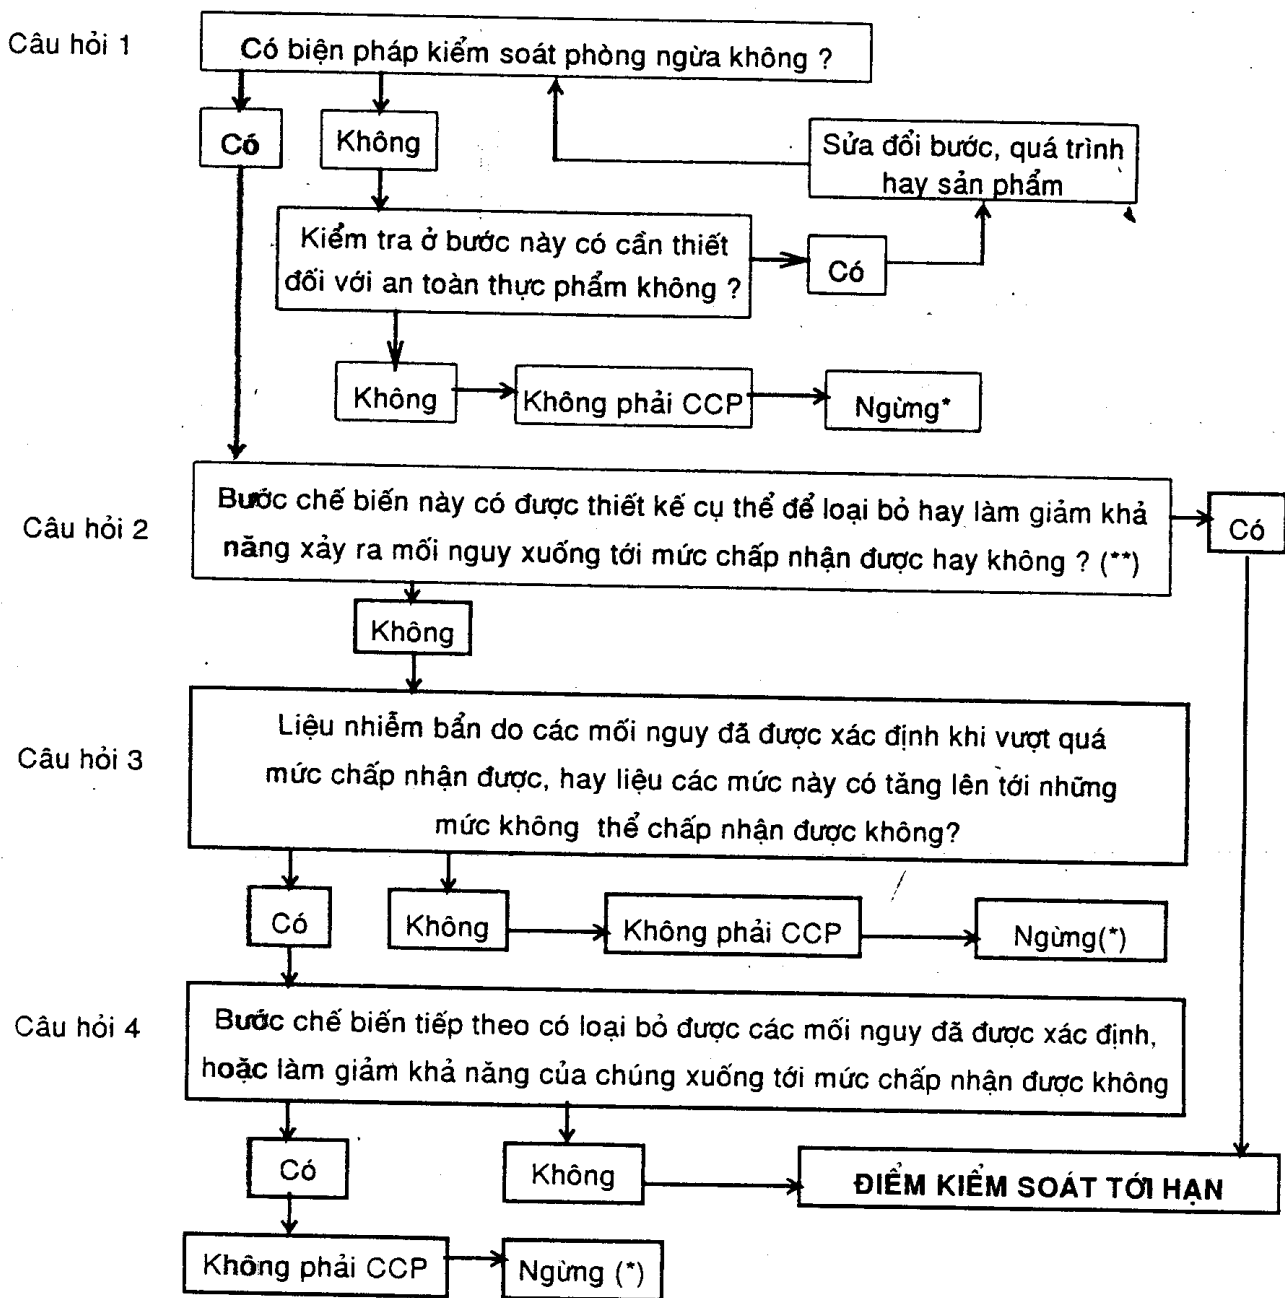 Câu hỏi 1
Có biện pháp kiểm soát phòng ngừa không ?
Có
Không
Sửa đổi bước, quá trình
hay sản phẩm
Kiểm tra ở bước này có cần thiết
đối với an toàn thực phẩm không ?
Có
Không
Không phải CCP
Ngừng*
Câu hỏi 2
Bước chế biến này có được thiết kế cụ thể để loại bỏ hay làm giảm khả
năng xảy ra mối nguy xuống tới mức chấp nhận được hay không ? (**)
Có
Không
Câu hỏi 3
Liệu nhiễm bẩn do các mối nguy đã được xác định khi vượt quá
mức chấp nhận được, hay liệu các mức này có tăng lên tới những
mức không thể chấp nhận được không?
Có
Không
Không phải CCP
Ngừng(*)
Câu hỏi 4
Bước chế biến tiếp theo có loại bỏ được các mối nguy đã được xác định,
hoặc làm giảm khả năng của chúng xuống tới mức chấp nhận được không
Có
Không
ĐIỂM KIỂM SOÁT TỚI HẠN
Không phải CCP
Ngừng (*)